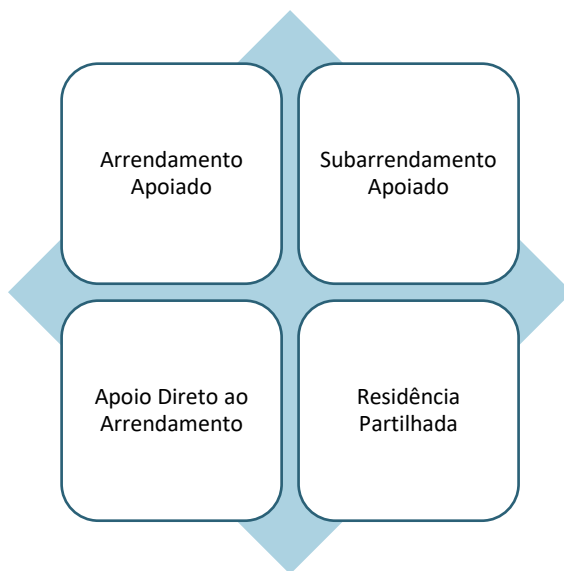 Arrendamento
Apoiado
Subarrendamento
Apoiado
Apoio Direto ao
Arrendamento
Residência
Partilhada